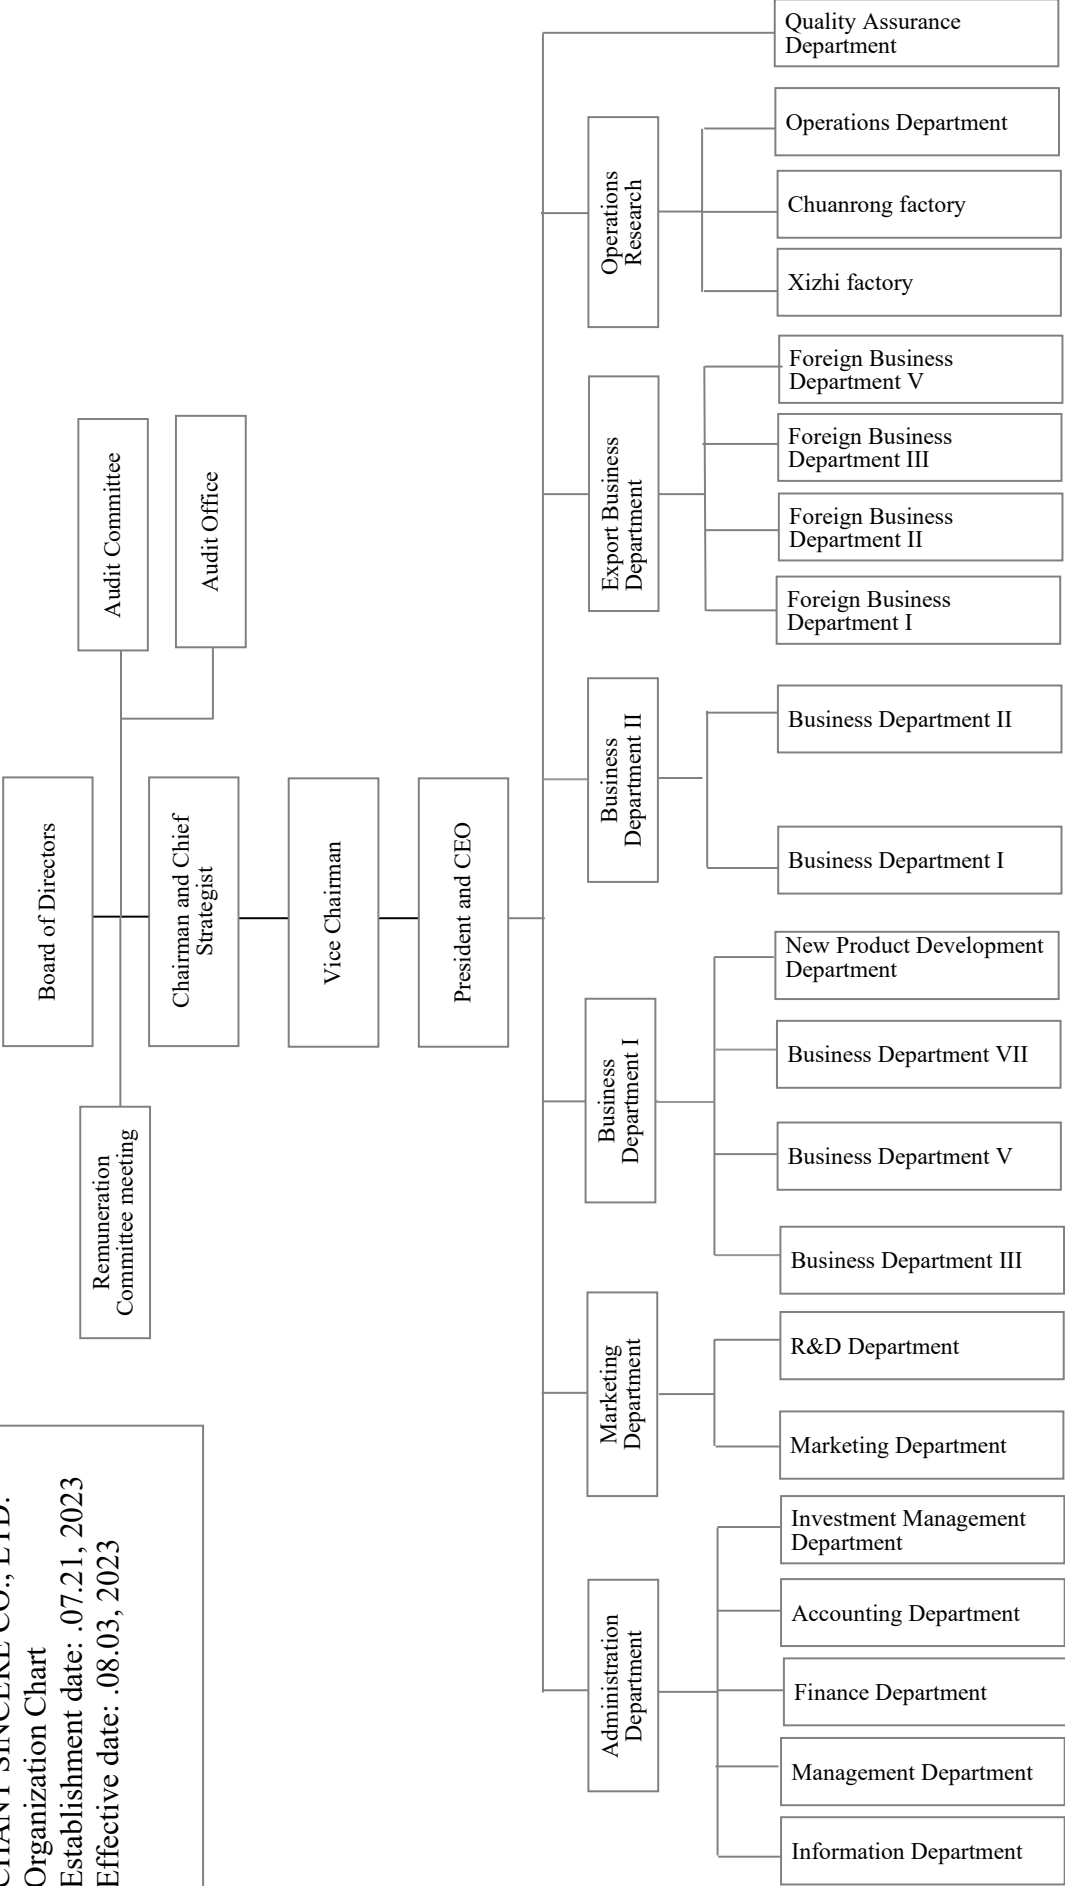 CHANT SINCERE CO., LTD.
Organization Chart
Establishment date: .07.21, 2023
Effective date: .08.03, 2023
Board of Directors
Remuneration
Committee meeting
Audit Committee
Audit Office
Chairman and Chief
Strategist
Vice Chairman
President and CEO
Administration
Department
Marketing
Department
Business
Department I
Business
Department II
Export Business
Department
Operations
Research
Quality Assurance
Department
Operations Department
Chuanrong factory
Xizhi factory
Foreign Business
Department V
Foreign Business
Department III
Foreign Business
Department II
Foreign Business
Department I
Business Department II
Business Department I
New Product Development
Department
Business Department VII
Business Department V
Business Department III
R&D Department
Marketing Department
Investment Management
Department
Accounting Department
Finance Department
Management Department
Information Department